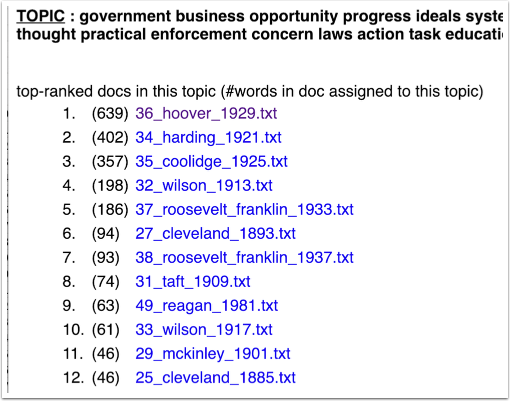 TOPIC : government business opportunity progress ideals syste
thought practical enforcement concern laws action task educati
top-ranked docs in this topic (#words in doc assigned to this topic)
1. (639) 36_hoover_1929.txt
2. (402) 34_harding_1921.txt
3. (357) 35_coolidge_1925.txt
4. (198) 32_wilson_1913.txt
5. (186) 37_roosevelt_franklin_1933.txt
6. (94) 27_cleveland_1893.txt
7. (93) 38_roosevelt_franklin_1937.txt
8. (74) 31_taft_1909.txt
9. (63) 49_reagan_1981.txt
10. (61) 33_wilson_1917.txt
11. (46) 29_mckinley_1901.txt
12. (46) 25_cleveland_1885.txt